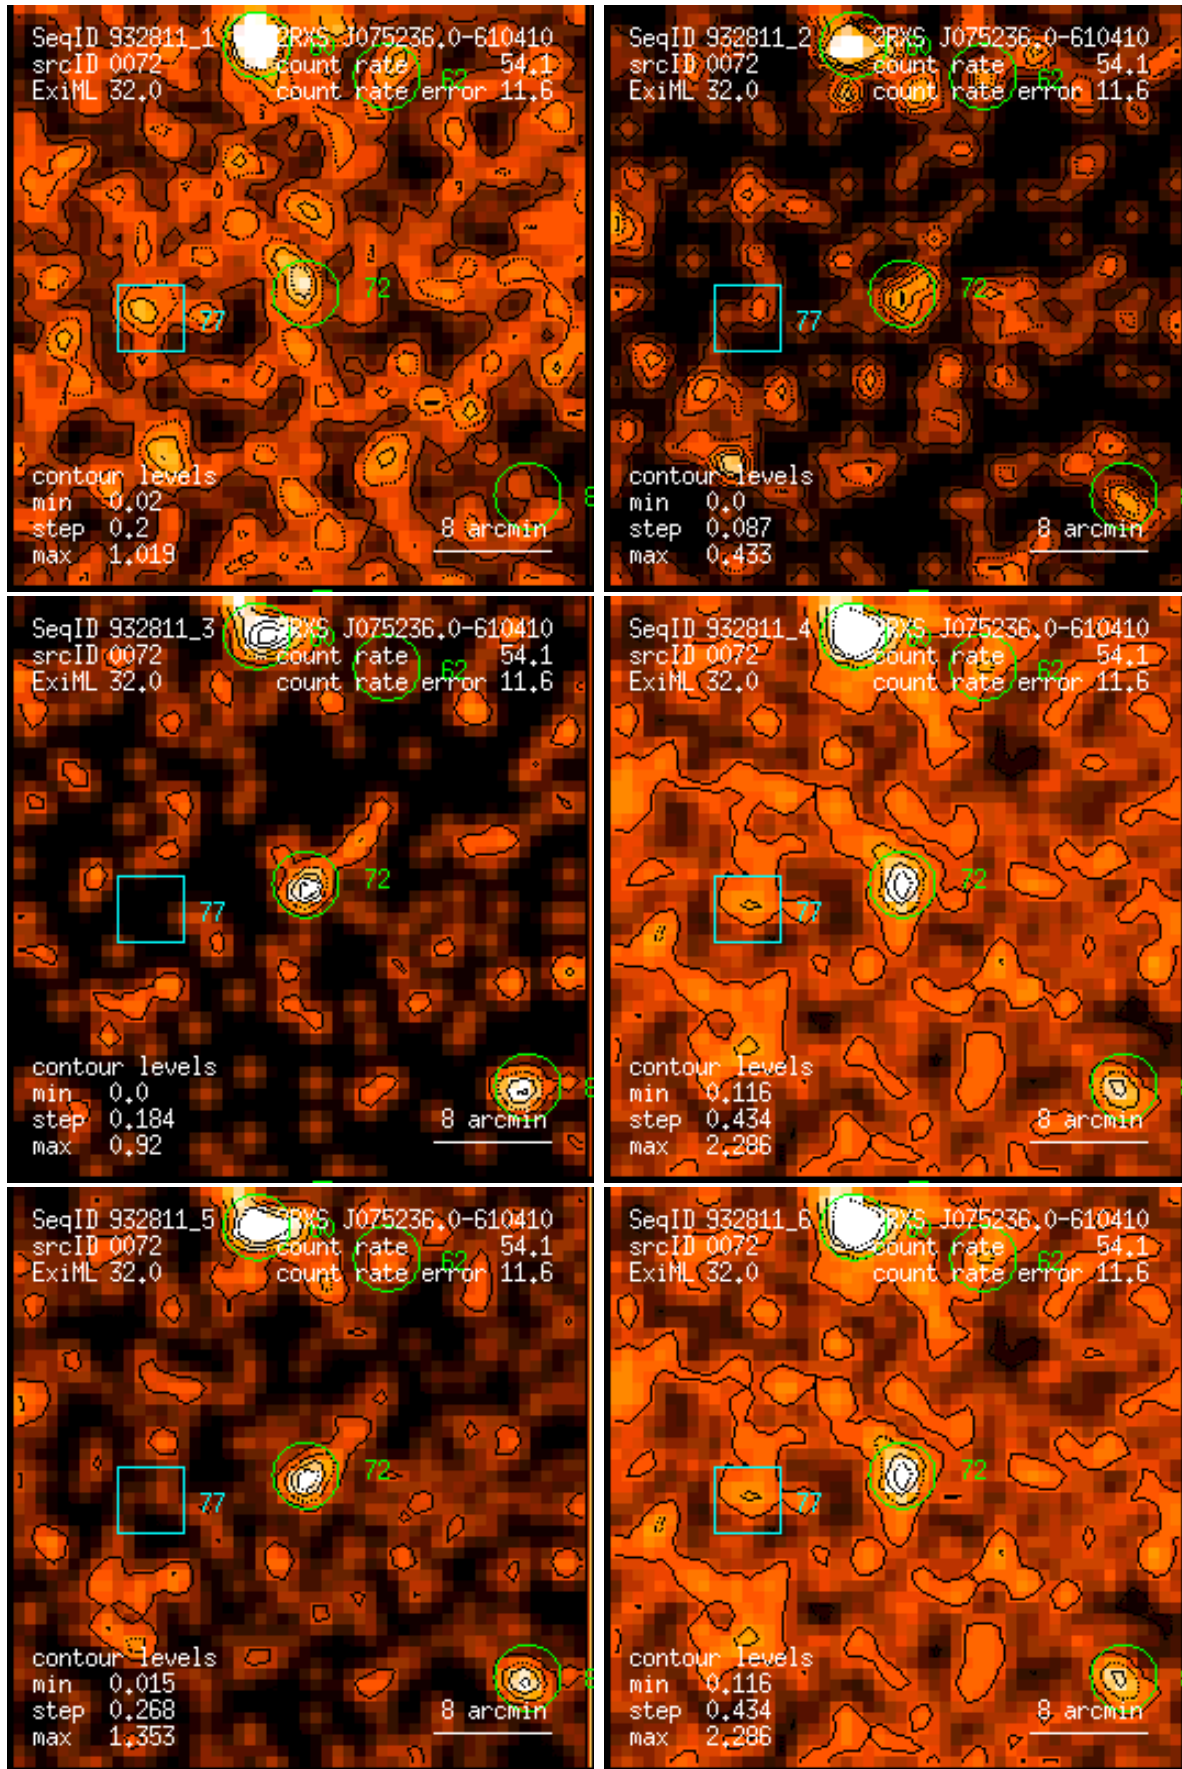 SeqID 932811_1 2RXS J075236.0-610410
srcID 0072 count rate 54.1
ExiML 32.0 count rate error 11.6
62
72
77
contour levels
min 0.02
step 0.2
max 1.019
8 arcmin
SeqID 932811_2 2RXS J075236.0-610410
srcID 0072 count rate 54.1
ExiML 32.0 count rate error 11.6
62
72
77
contour levels
min 0.0
step 0.087
max 0.433
8 arcmin
SeqID 932811_3 2RXS J075236.0-610410
srcID 0072 count rate 54.1
ExiML 32.0 count rate error 11.6
62
72
77
contour levels
min 0.0
step 0.184
max 0.92
8 arcmin
SeqID 932811_4 2RXS J075236.0-610410
srcID 0072 count rate 54.1
ExiML 32.0 count rate error 11.6
62
72
77
contour levels
min 0.116
step 0.434
max 2.286
8 arcmin
SeqID 932811_5 2RXS J075236.0-610410
srcID 0072 count rate 54.1
ExiML 32.0 count rate error 11.6
62
72
77
contour levels
min 0.015
step 0.268
max 1.353
8 arcmin
SeqID 932811_6 2RXS J075236.0-610410
srcID 0072 count rate 54.1
ExiML 32.0 count rate error 11.6
62
72
77
contour levels
min 0.116
step 0.434
max 2.286
8 arcmin